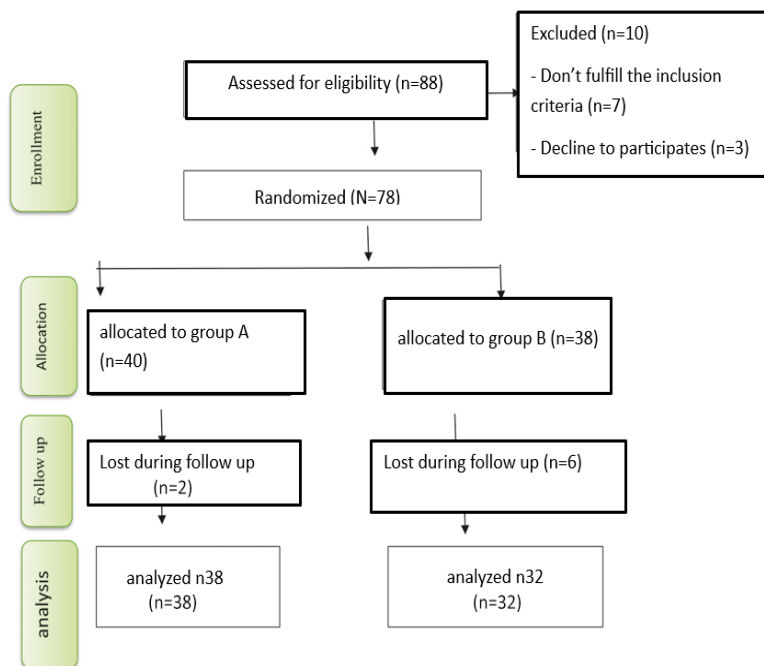 Enrollment
Assessed for eligibility (n=88)
Excluded (n=10)
- Don't fulfill the inclusion
criteria (n=7)
- Decline to participates (n=3)
Randomized (N=78)
Allocation
allocated to group A
(n=40)
allocated to group B (n=38)
Follow up
Lost during follow up
(n=2)
Lost during follow up (n=6)
analysis
analyzed n38
(n=38)
analyzed n32
(n=32)